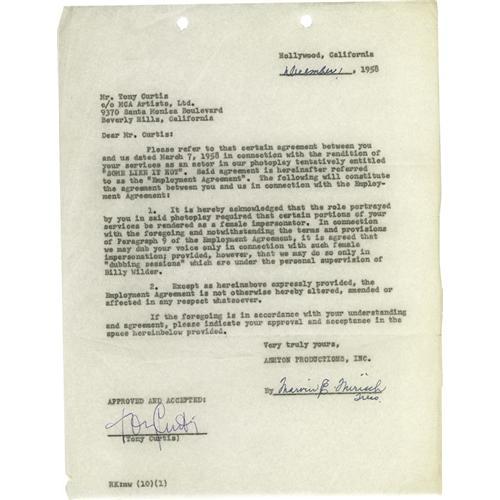 Hollywood, California
December 1, 1958
Mr. Tony Curtis
c/o MCA Artists, Ltd.
9370 Santa Monica Boulevard
Beverly Hills, California
Dear Mr. Curtis:
Please refer to that certain agreement between you
and us dated March 7, 1958 in connection with the rendition of
your services as an actor in our photoplay tentatively entitled
"SOME LIKE IT HOT". Said agreement is hereinafter referred
to as the "Employment Agreement". The following will constitute
the agreement between you and us in connection with the Employ-
ment Agreement:
1. It is hereby acknowledged that the role portrayed
by you in said photoplay required that certain portions of your
services be rendered as a female impersonator. In connection
with the foregoing and notwithstanding the terms and provisions
of Paragraph 9 of the Employment Agreement, it is agreed that
we may dub your voice only in connection with such female
impersonation; provided, however, that we may do so only in
"dubbing sessions" which are under the personal supervision of
Billy Wilder.
2. Except as hereinabove expressly provided, the
Employment Agreement is not otherwise hereby altered, amended or
affected in any respect whatsoever.
If the foregoing is in accordance with your understanding
and agreement, please indicate your approval and acceptance in the
space hereinbelow provided.
Very truly yours,
ASHTON PRODUCTIONS, INC.
By Marvin E. Mirisch
Treas.
APPROVED AND ACCEPTED:
Tony Curtis
(Tony Curtis)
RK:mw (10)(1)